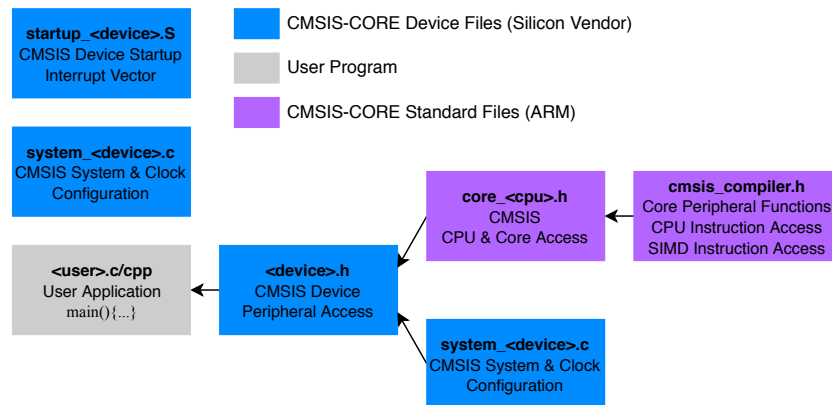 startup_<device>.S
CMSIS Device Startup
Interrupt Vector
CMSIS-CORE Device Files (Silicon Vendor)
User Program
CMSIS-CORE Standard Files (ARM)
system_<device>.c
CMSIS System & Clock
Configuration
core_<cpu>.h
CMSIS
CPU & Core Access
cmsis_compiler.h
Core Peripheral Functions
CPU Instruction Access
SIMD Instruction Access
<user>.c/cpp
User Application
main(){...}
<device>.h
CMSIS Device
Peripheral Access
system_<device>.c
CMSIS System & Clock
Configuration